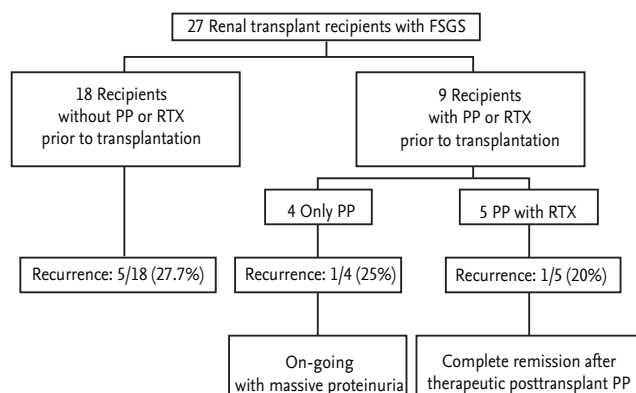 27 Renal transplant recipients with FSGS
18 Recipients
without PP or RTX
prior to transplantation
9 Recipients
with PP or RTX
prior to transplantation
4 Only PP
5 PP with RTX
Recurrence: 5/18 (27.7%)
Recurrence: 1/4 (25%)
Recurrence: 1/5 (20%)
On-going
with massive proteinuria
Complete remission after
therapeutic posttransplant PP